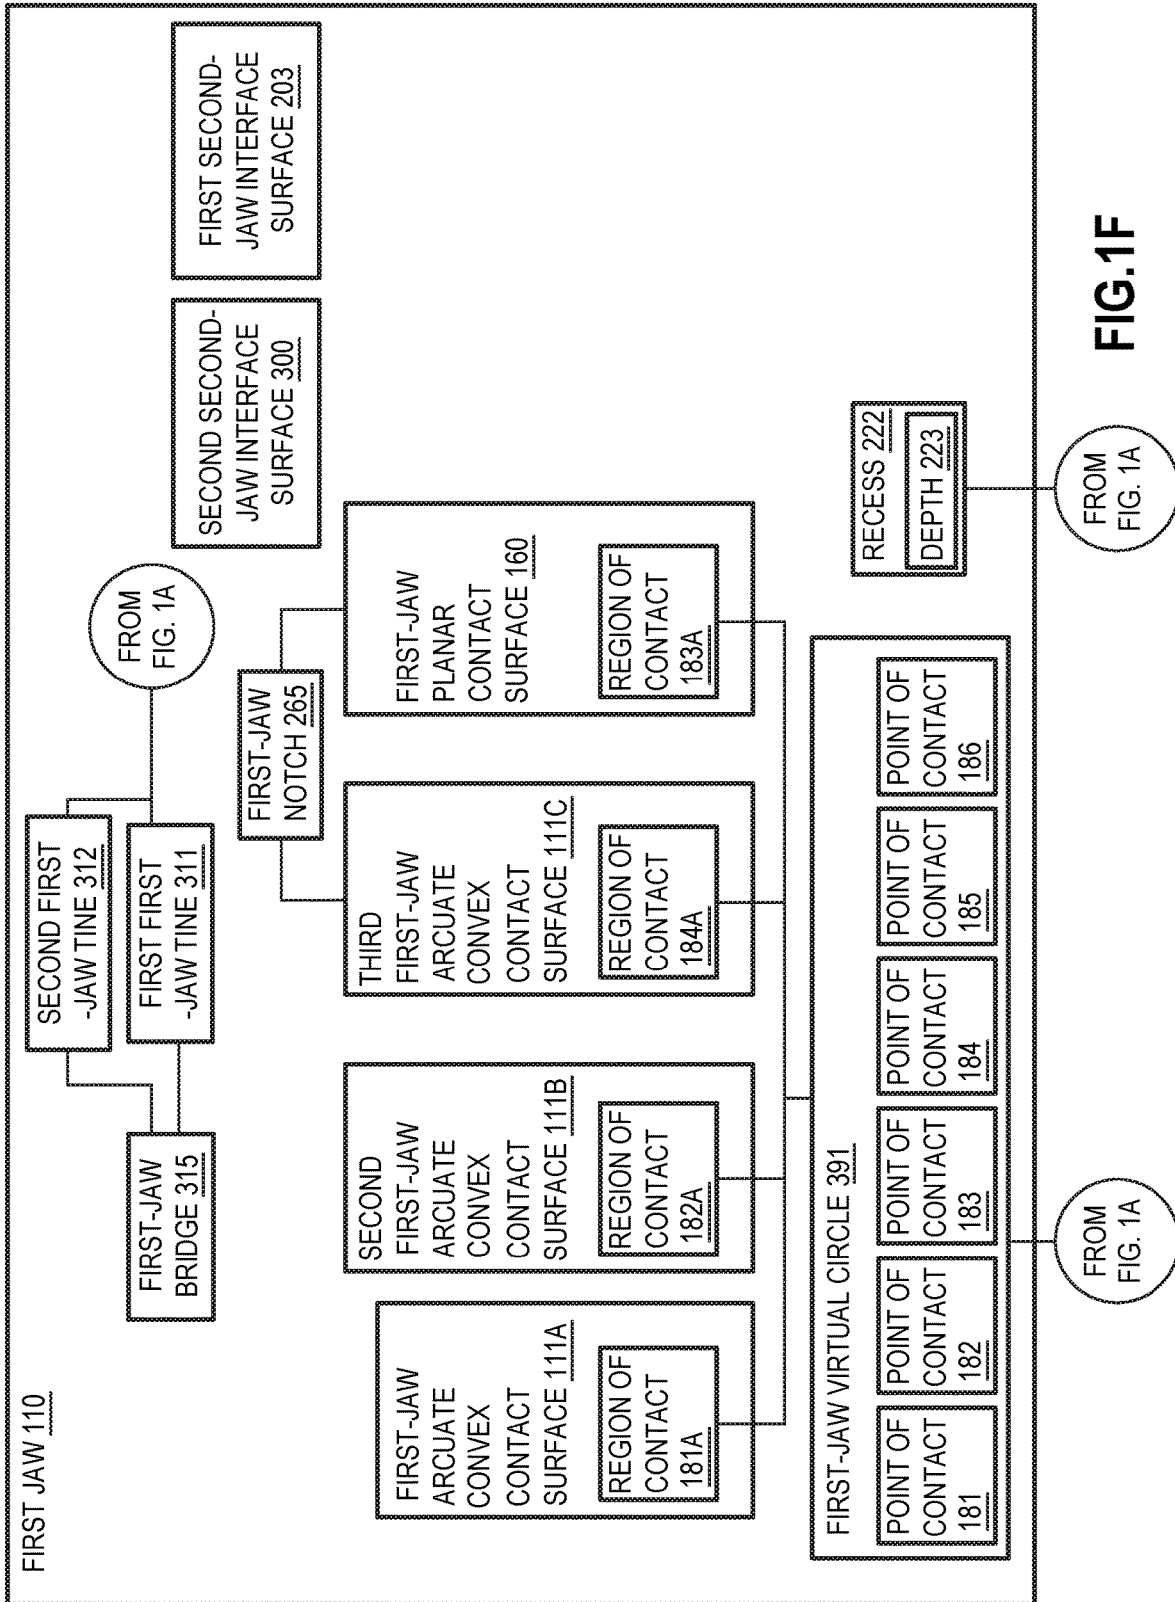 FIRST JAW 110
SECOND FIRST
-JAW TINE 312
FIRST FIRST
-JAW TINE 311
FIRST-JAW
BRIDGE 315
FROM
FIG. 1A
SECOND SECOND-
JAW INTERFACE
SURFACE 300
FIRST SECOND-
JAW INTERFACE
SURFACE 203
FIRST-JAW
NOTCH 265
FIRST-JAW
ARCUATE
CONVEX
CONTACT
SURFACE 111A
REGION OF
CONTACT
181A
SECOND
FIRST-JAW
ARCUATE
CONVEX
CONTACT
SURFACE 111B
REGION OF
CONTACT
182A
THIRD
FIRST-JAW
ARCUATE
CONVEX
CONTACT
SURFACE 111C
REGION OF
CONTACT
184A
FIRST-JAW
PLANAR
CONTACT
SURFACE 160
REGION OF
CONTACT
183A
FIRST-JAW VIRTUAL CIRCLE 391
POINT OF
CONTACT
181
POINT OF
CONTACT
182
POINT OF
CONTACT
183
POINT OF
CONTACT
184
POINT OF
CONTACT
185
POINT OF
CONTACT
186
RECESS 222
DEPTH 223
FROM
FIG. 1A
FROM
FIG. 1A
FIG.1F